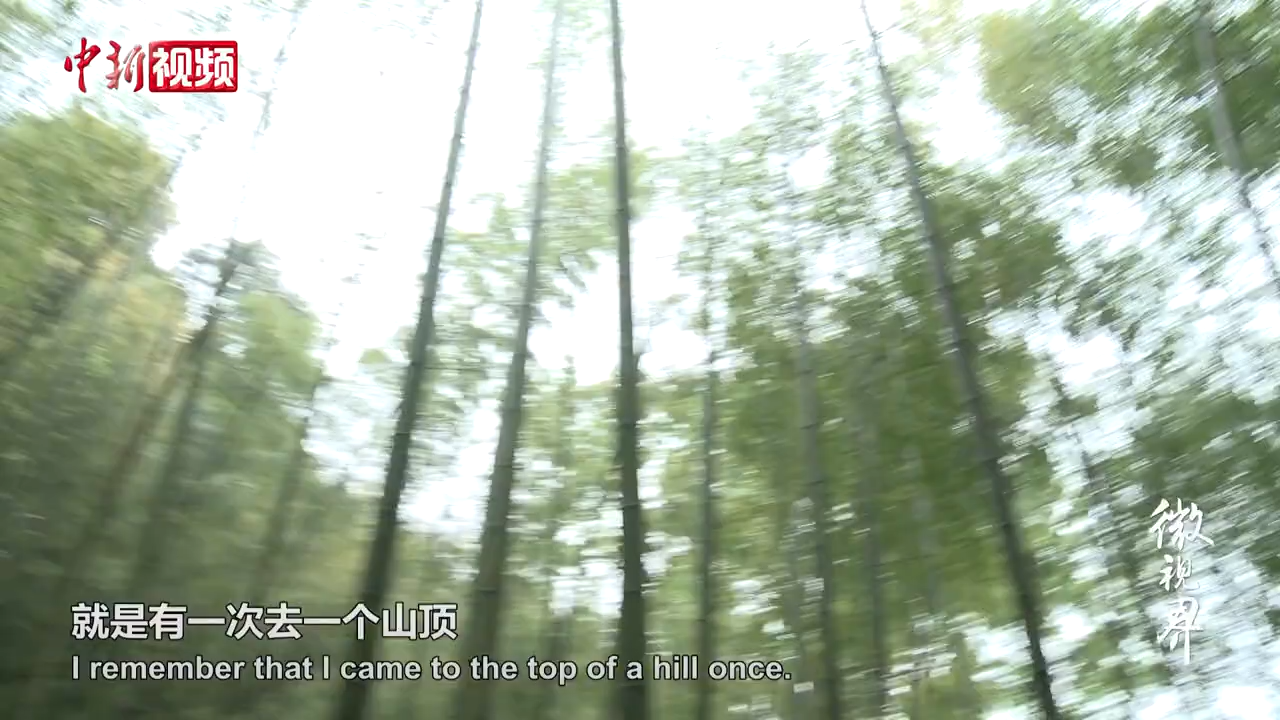 中新视频
微视界
就是有一次去一个山顶
I remember that I came to the top of a hill once.